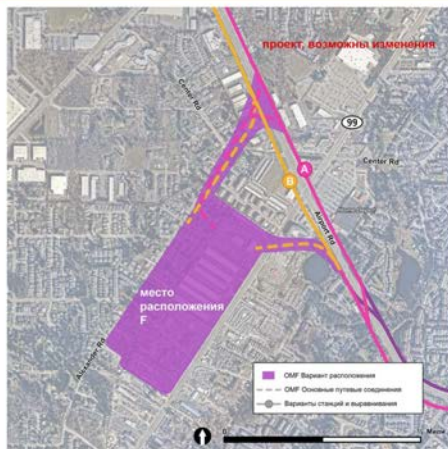 проект, возможны изменения
Center Rd
99
Center Rd
A
B
Airport Rd
место
расположения
F
Alexander Rd
OMF Вариант расположения
OMF Основные путевые соединения
Варианты станций и выравнивания
0